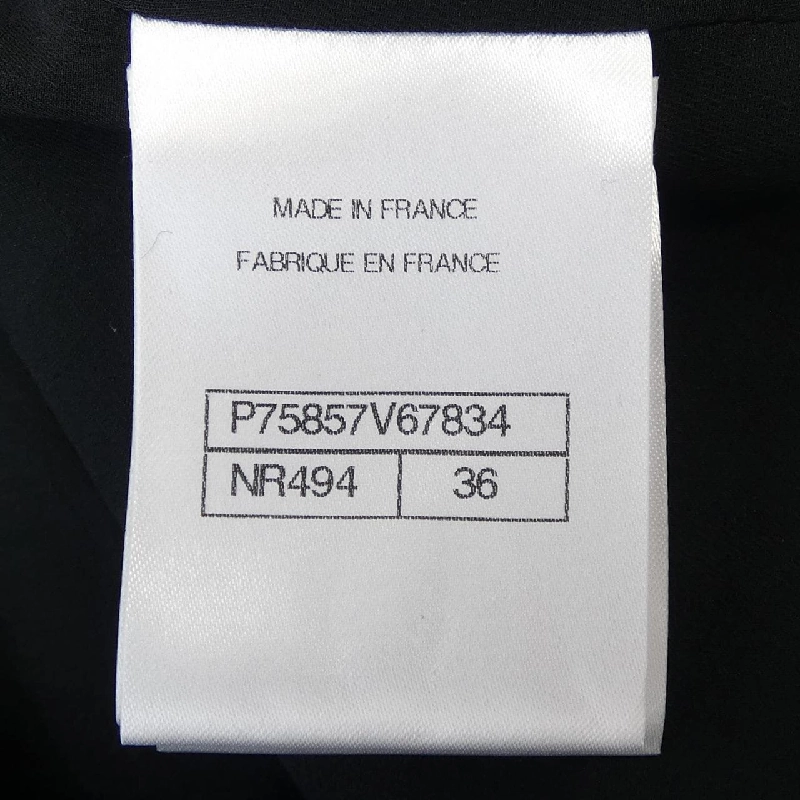 MADE IN FRANCE
FABRIQUE EN FRANCE
P75857V67834
NR494 36